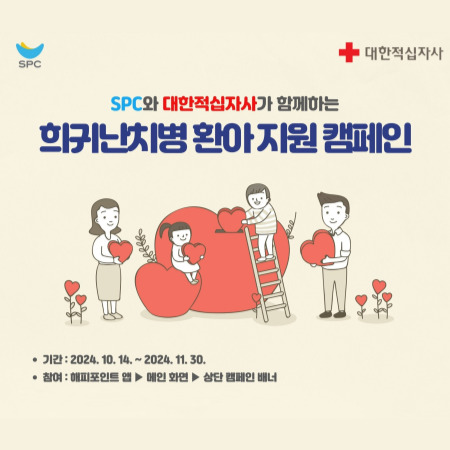 SPC
대한적십자사
SPC와 대한적십자사가 함께하는
희귀난치병 환아 지원 캠페인
• 기간 : 2024. 10. 14. ~ 2024. 11. 30.
• 참여 : 해피포인트 앱 ▶ 메인 화면 ▶ 상단 캠페인 배너